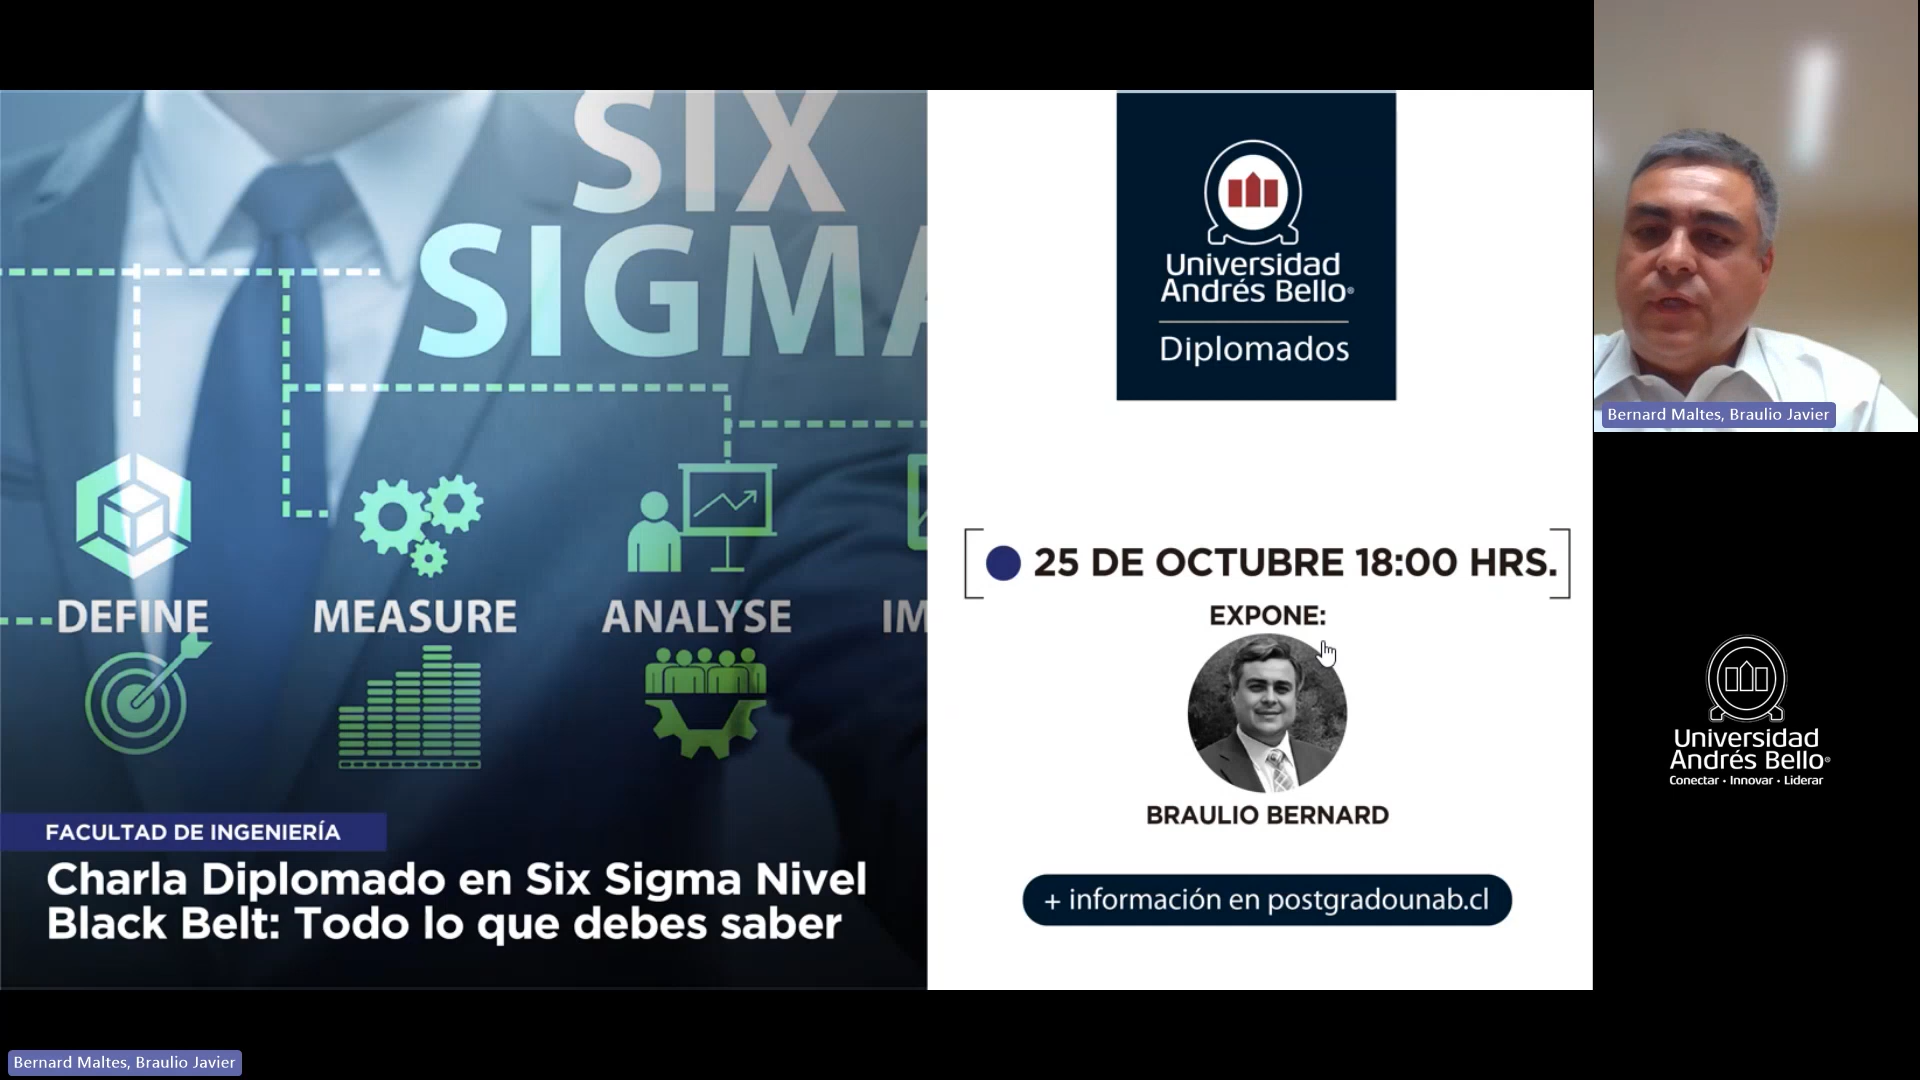 SIX
SIGMA
DEFINE
MEASURE
ANALYSE
IM
FACULTAD DE INGENIERÍA
Charla Diplomado en Six Sigma Nivel
Black Belt: Todo lo que debes saber
Universidad
Andrés Bello®
Diplomados
25 DE OCTUBRE 18:00 HRS.
EXPONE:
BRAULIO BERNARD
+ información en postgradounab.cl
Bernard Maltes, Braulio Javier
Universidad
Andrés Bello®
Conectar • Innovar • Liderar
Bernard Maltes, Braulio Javier